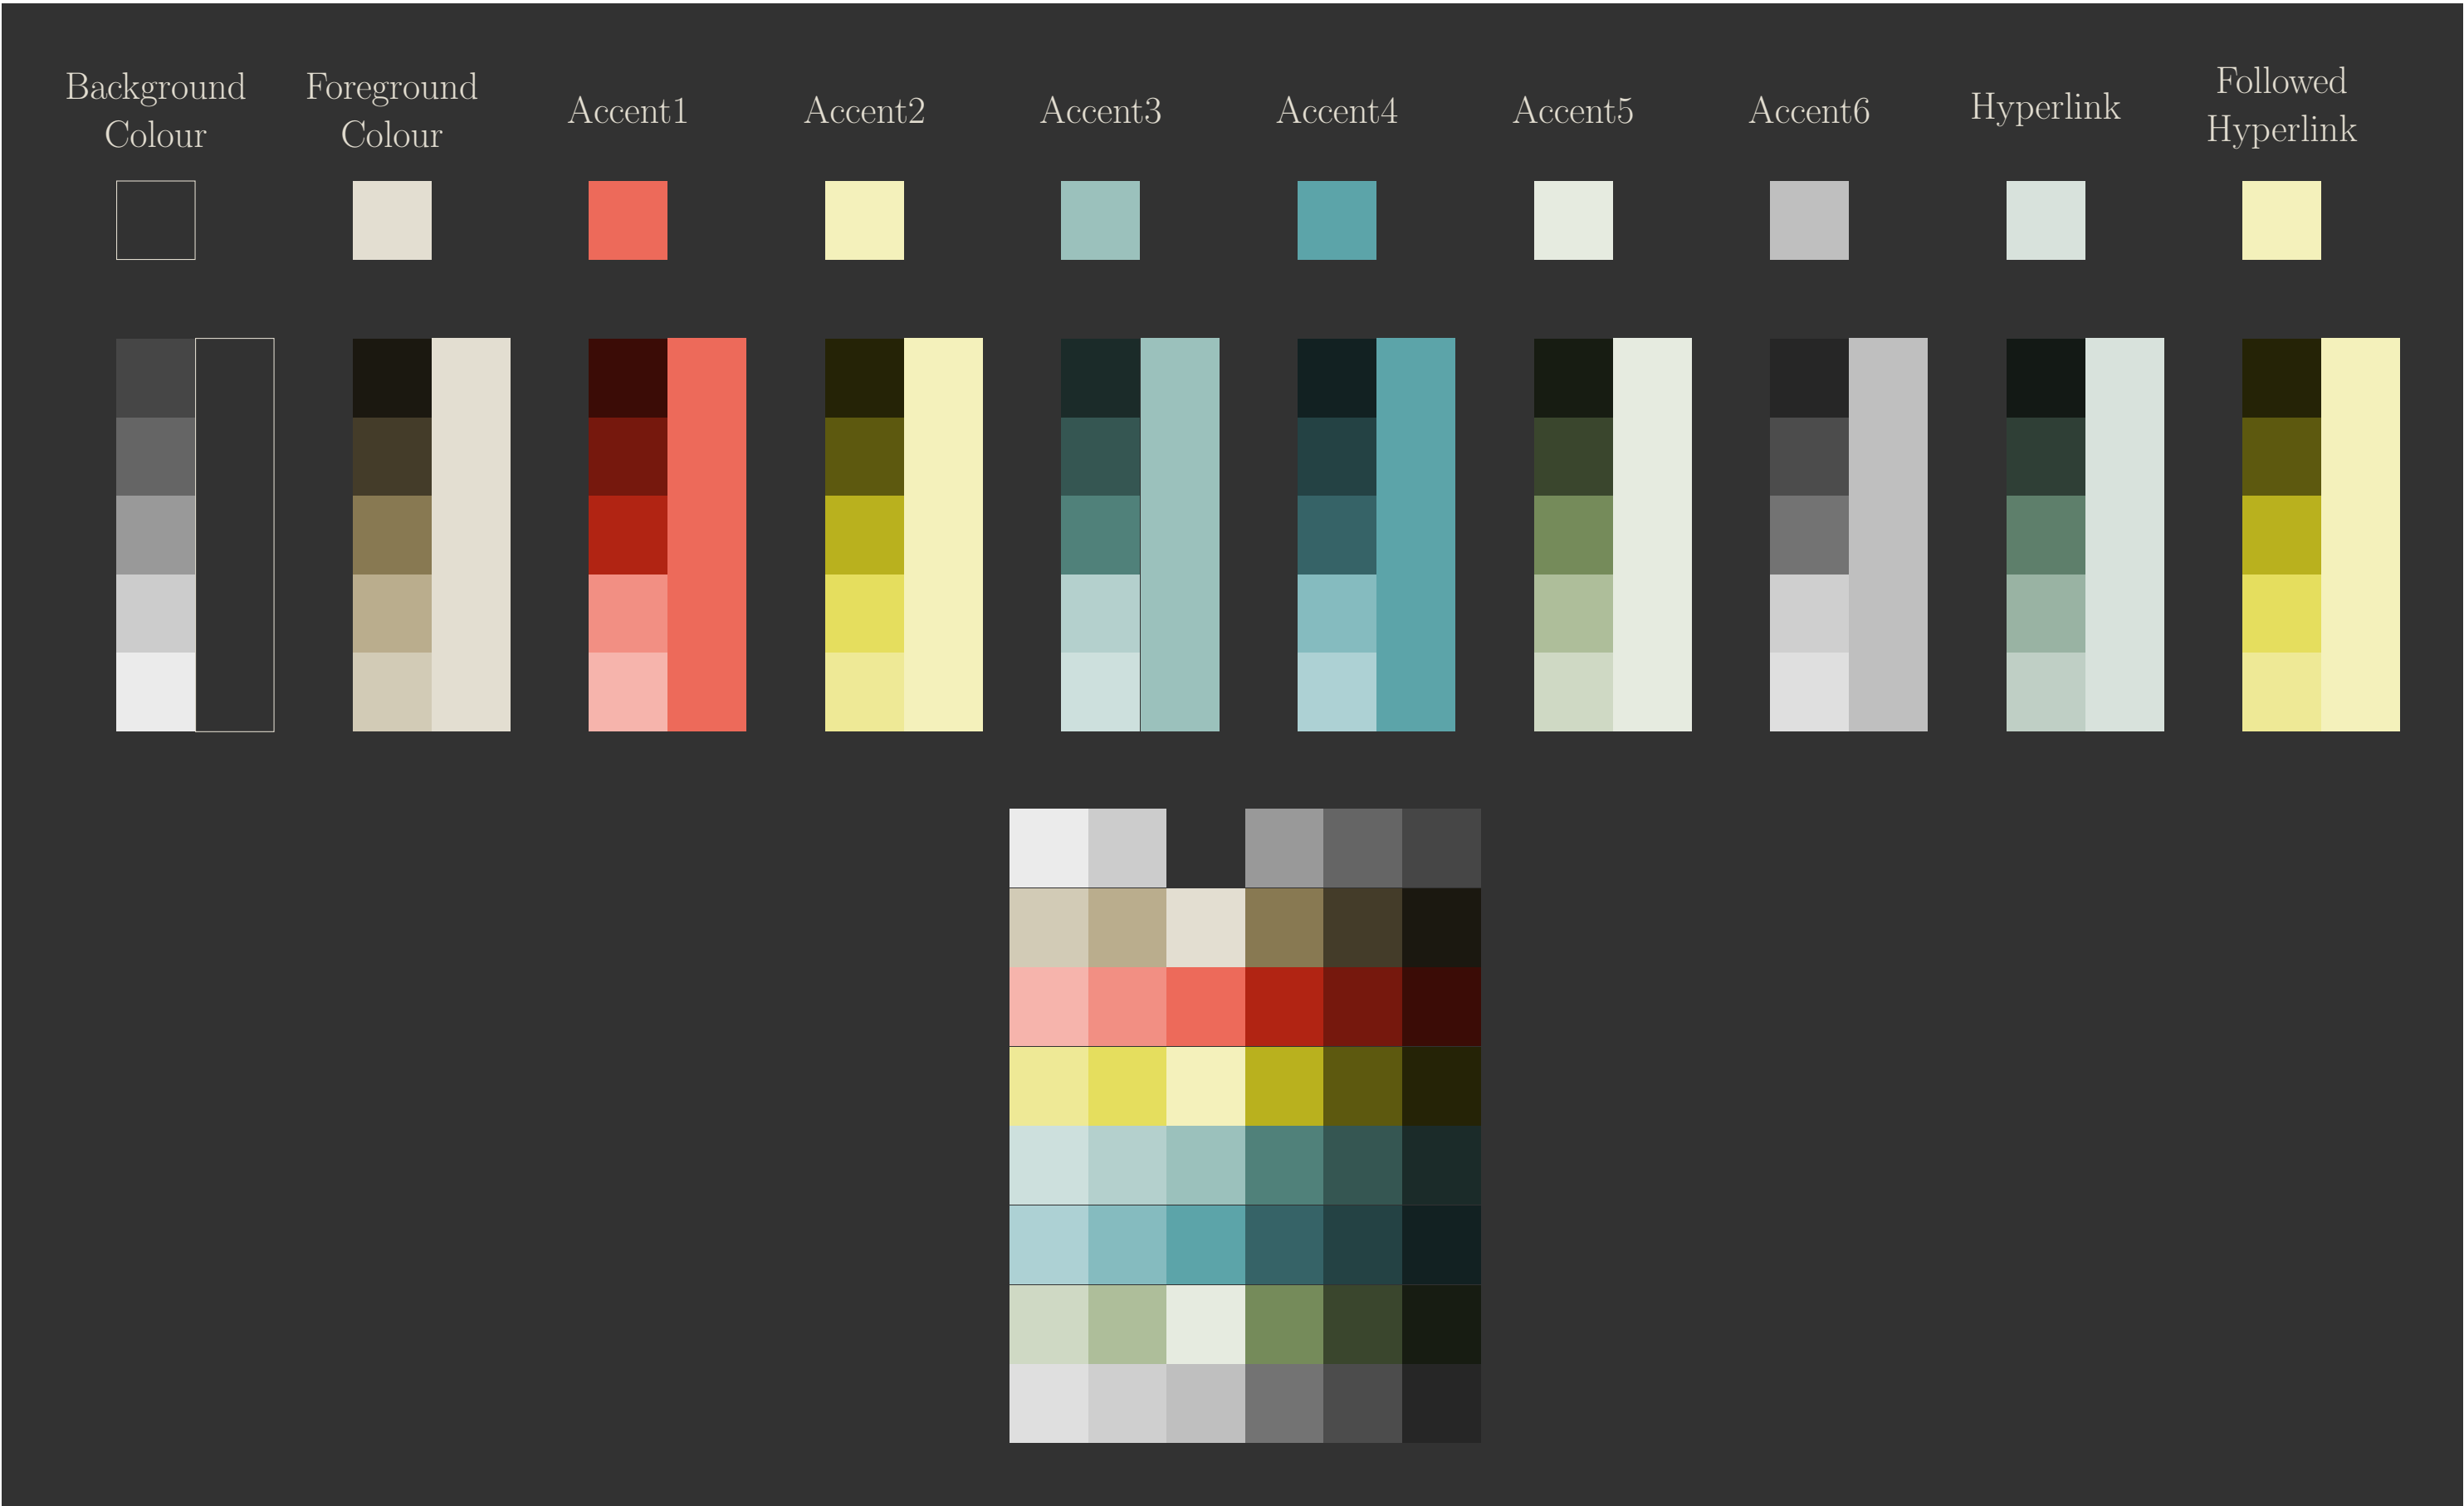 Background
Colour
Foreground
Colour
Accent1
Accent2
Accent3
Accent4
Accent5
Accent6
Hyperlink
Followed
Hyperlink